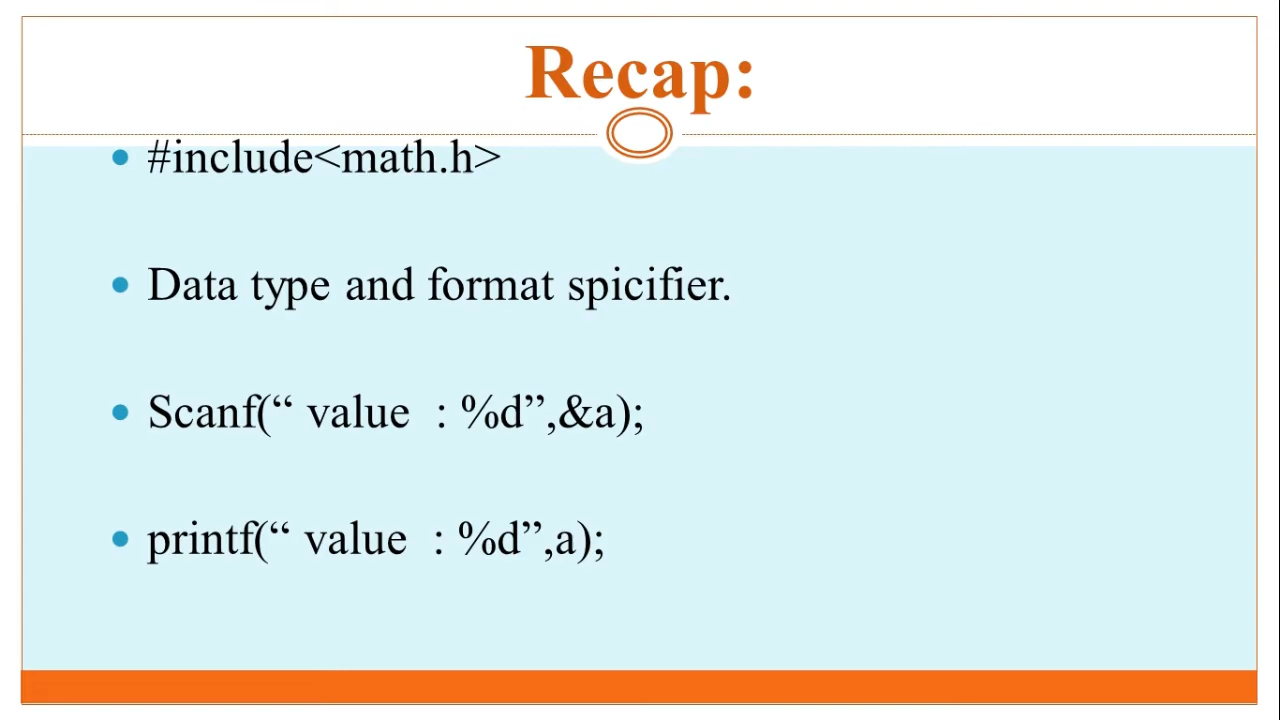 Recap:
#include<math.h>
Data type and format spicifier.
Scanf(“ value  : %d”,&a);
printf(“ value  : %d”,a);